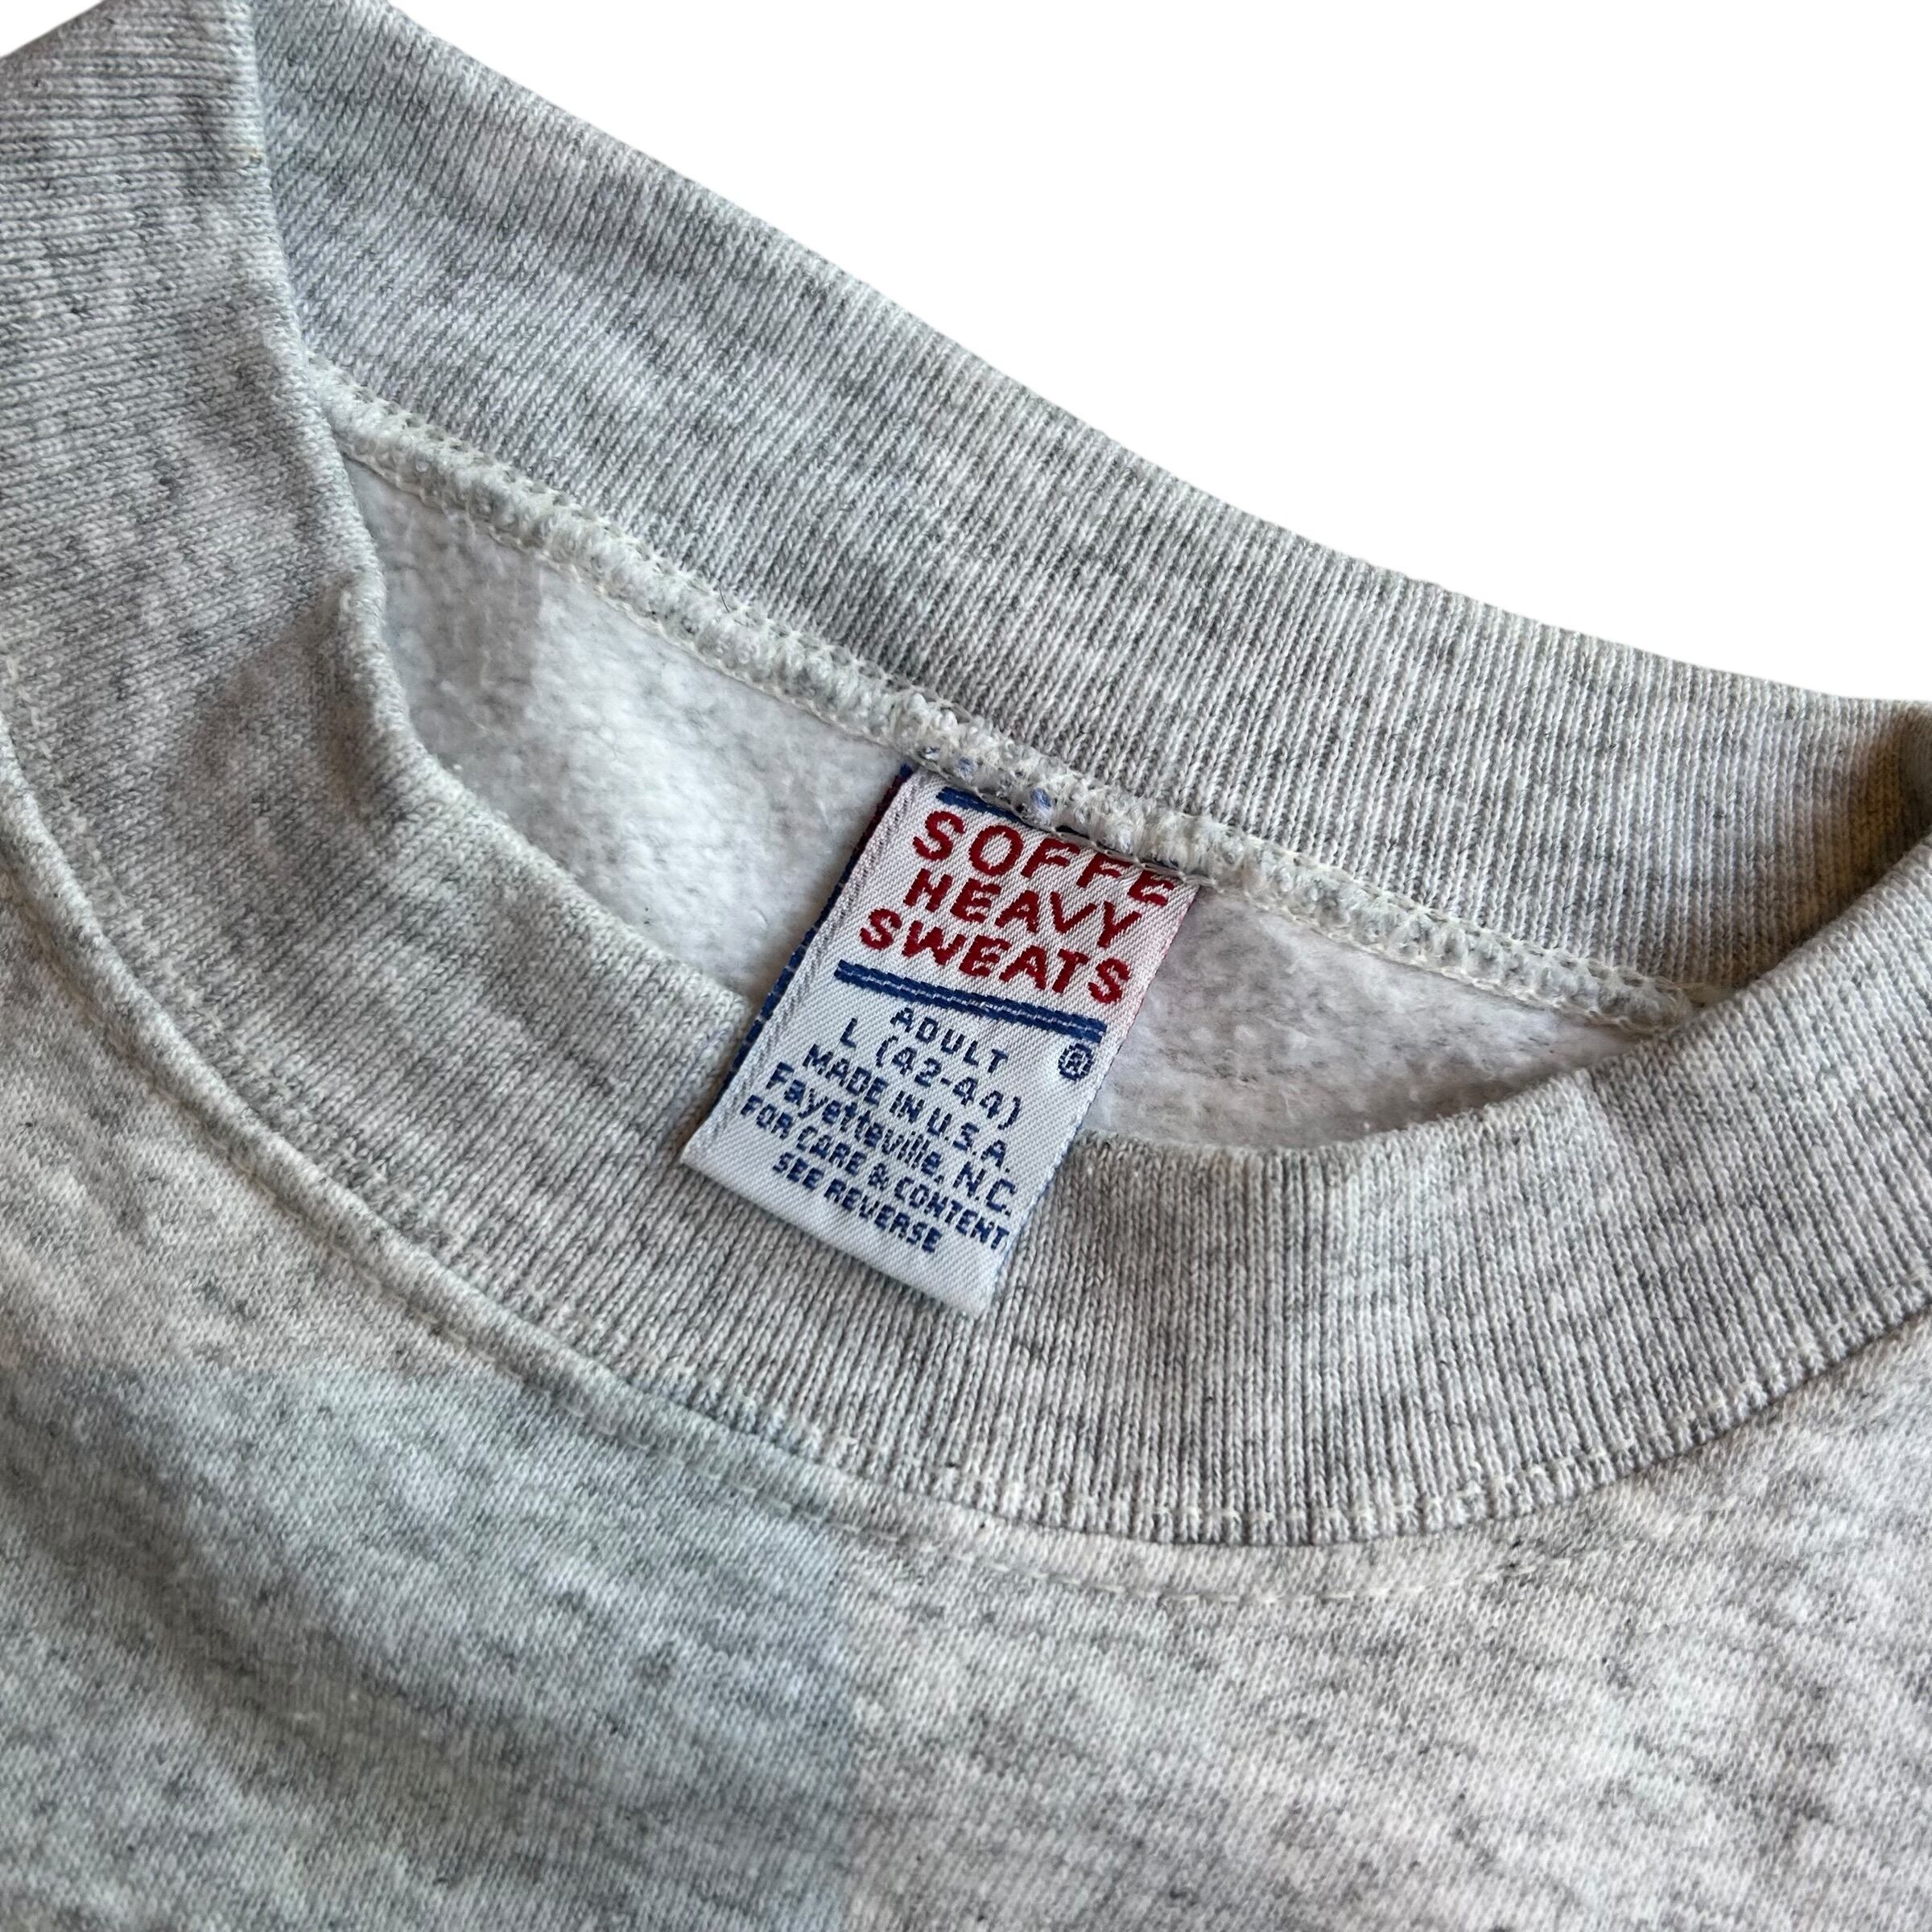 SOFFE
HEAVY
SWEATS
ADULT
L (42-44) ®
MADE IN U.S.A.
Fayetteville, N.C.
FOR CARE & CONTENT
SEE REVERSE